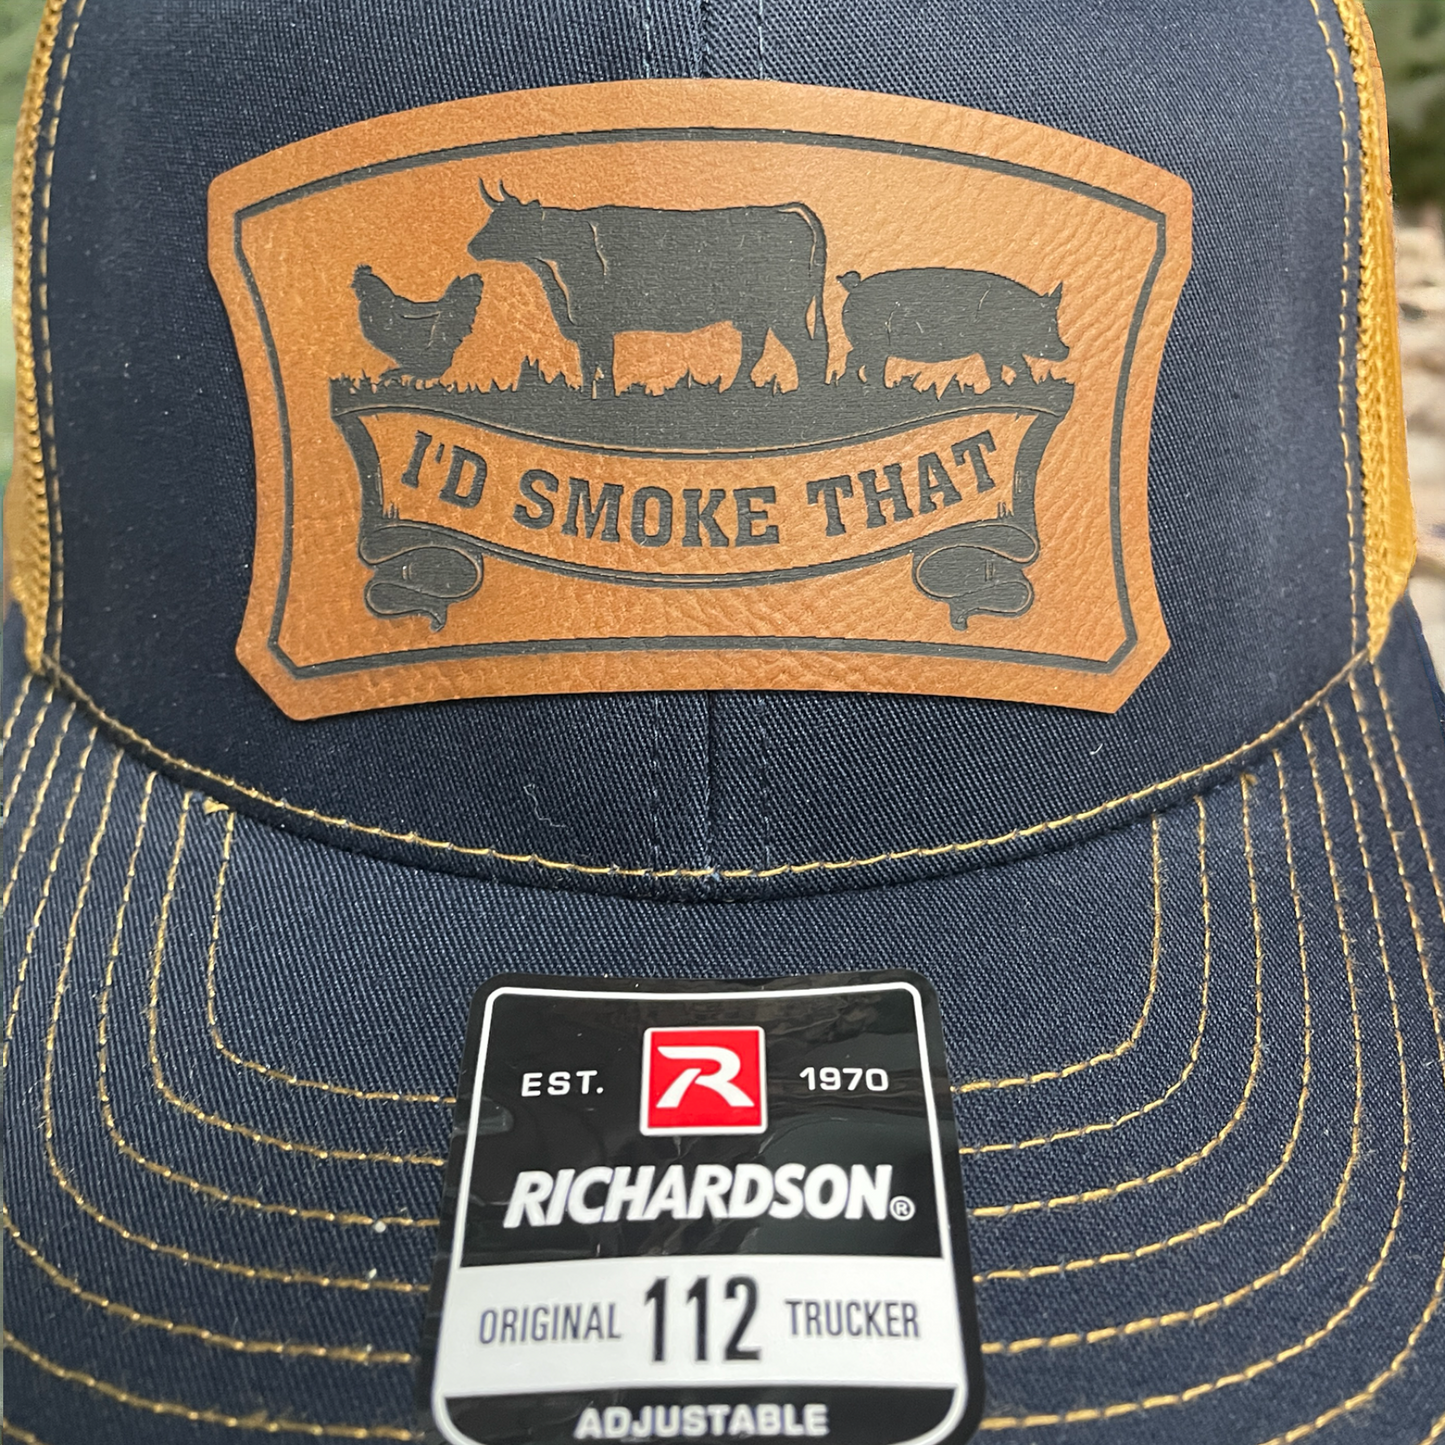 I'D SMOKE THAT
EST. R 1970
RICHARDSON®
ORIGINAL 112 TRUCKER
ADJUSTABLE